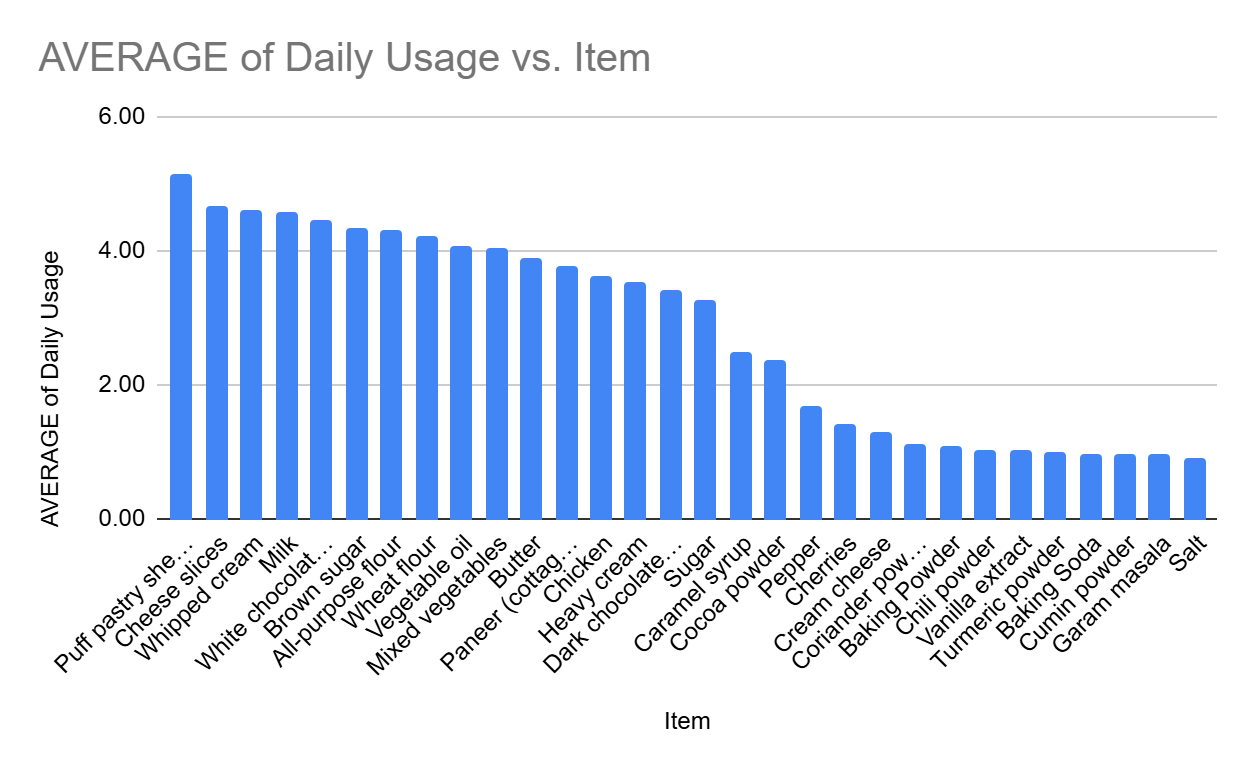 AVERAGE of Daily Usage vs. Item
AVERAGE of Daily Usage
6.00
4.00
2.00
0.00
Puff pastry she…
Cheese slices
Whipped cream
Milk
White chocolat…
Brown sugar
All-purpose flour
Wheat flour
Vegetable oil
Mixed vegetables
Butter
Paneer (cottag…
Chicken
Heavy cream
Dark chocolate…
Sugar
Caramel syrup
Cocoa powder
Pepper
Cherries
Cream cheese
Coriander pow…
Baking Powder
Chili powder
Vanilla extract
Turmeric powder
Baking Soda
Cumin powder
Garam masala
Salt
Item